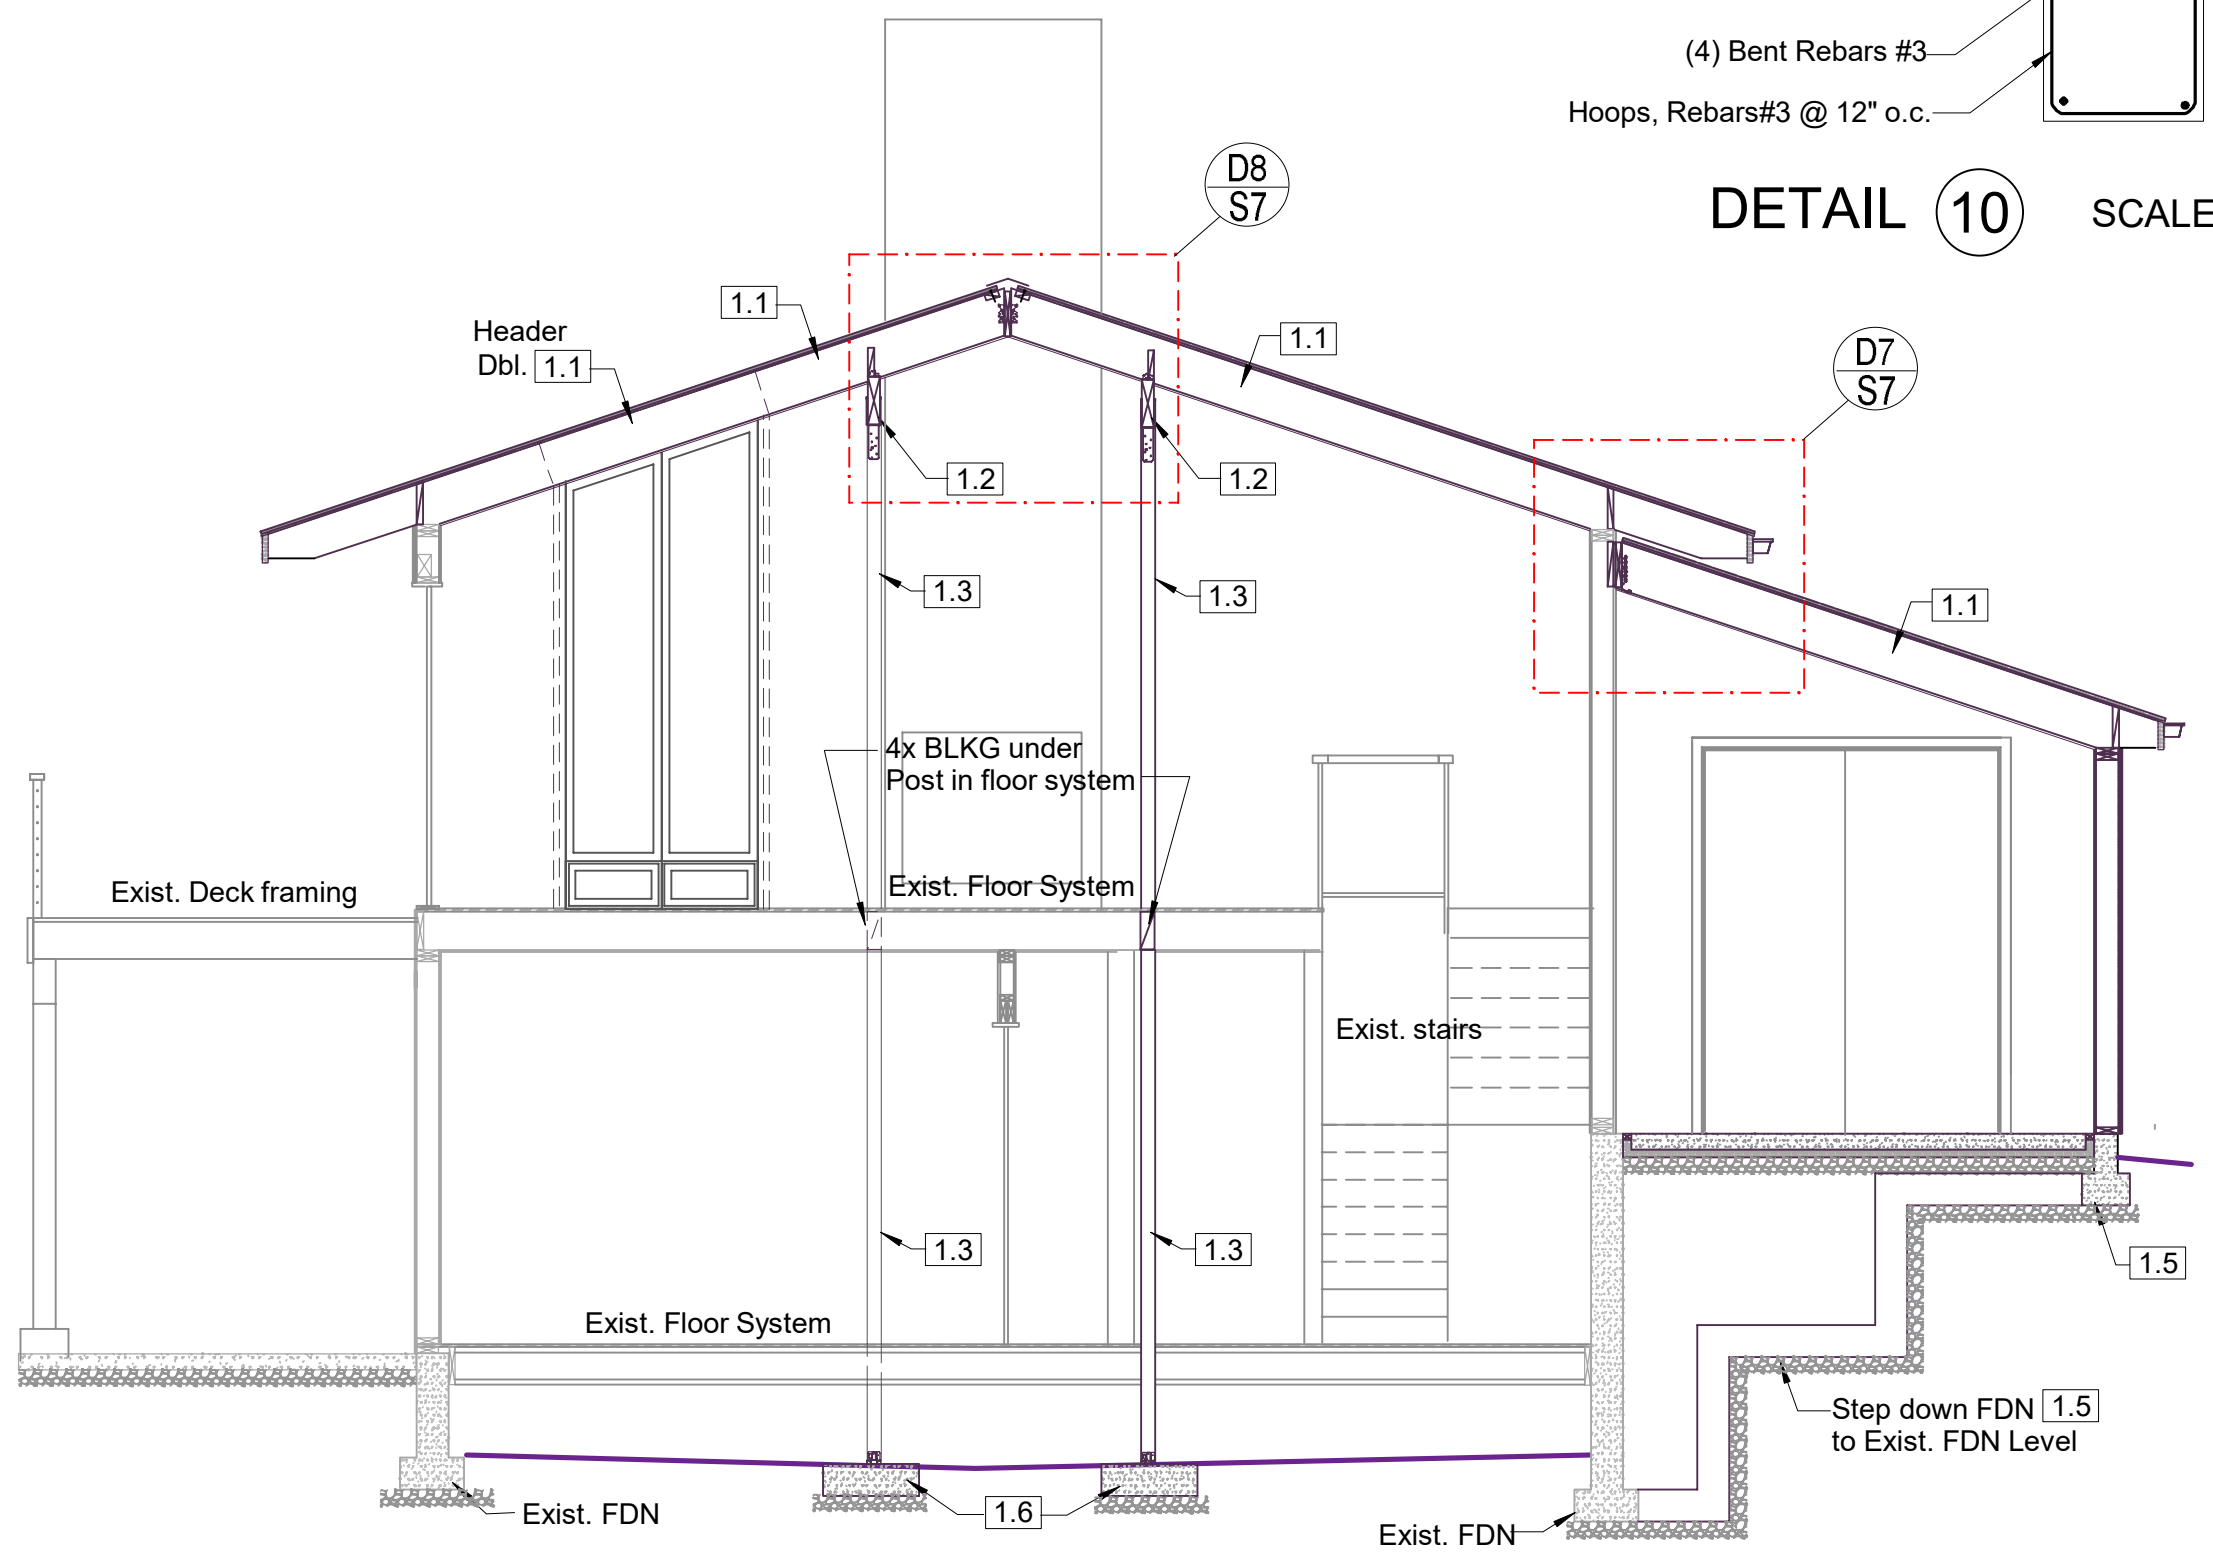 (4) Bent Rebars #3
Hoops, Rebars#3 @ 12" o.c.
DETAIL 10 SCALE
D8
S7
1.1
Header
Dbl. 1.1
1.1
D7
S7
1.2
1.2
1.3
1.3
1.1
4x BLKG under
Post in floor system
Exist. Deck framing
Exist. Floor System
Exist. stairs
1.3
1.3
1.5
Exist. Floor System
Step down FDN 1.5
to Exist. FDN Level
1.6
Exist. FDN
Exist. FDN